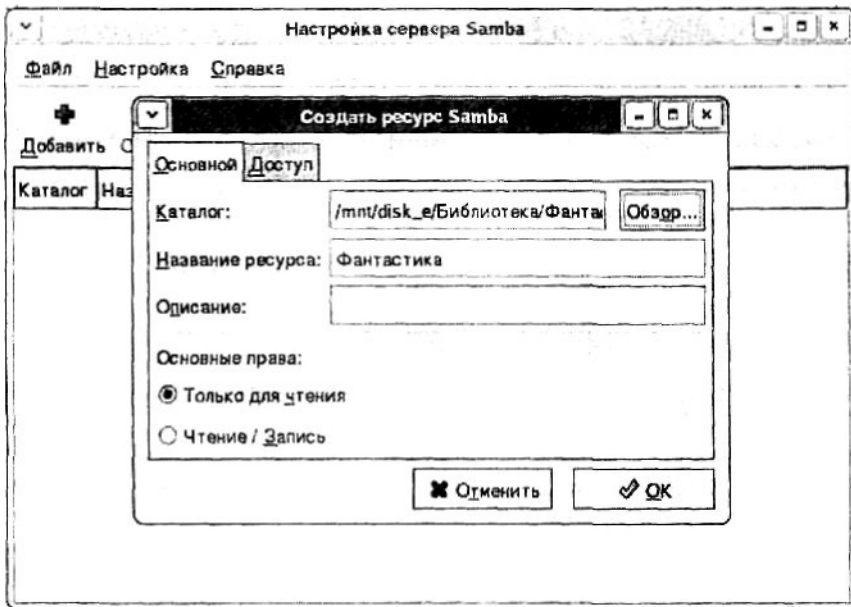 Настройка сервера Samba
Файл Настройка Справка
Создать ресурс Samba
Добавить
Основной Доступ
Каталог
Каталог: /mnt/disk_e/Библиотека/Фанта Обзор...
Название ресурса: Фантастика
Описание:
Основные права:
Только для чтения
Чтение / Запись
Отменить OK